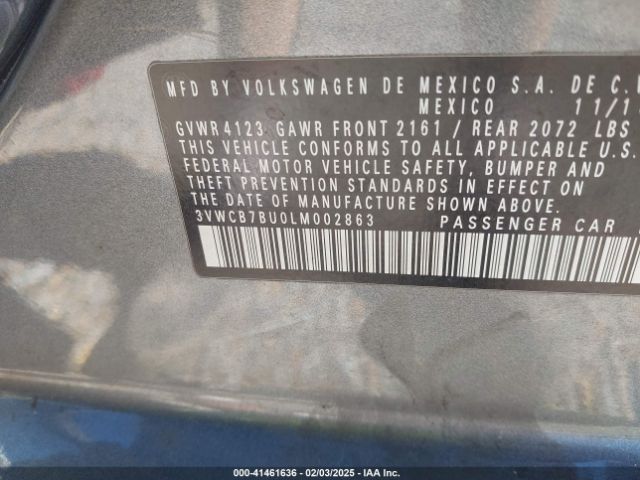 MFD BY VOLKSWAGEN DE MEXICO S.A. DE C.V
MEXICO 11/1
GVWR 4123 GAWR FRONT 2161 / REAR 2072 LBS
THIS VEHICLE CONFORMS TO ALL APPLICABLE U.S.
FEDERAL MOTOR VEHICLE SAFETY, BUMPER AND
THEFT PREVENTION STANDARDS IN EFFECT ON
THE DATE OF MANUFACTURE SHOWN ABOVE.
3VWCB7BU0LM002863 PASSENGER CAR
000-41461636 - 02/03/2025 - IAA Inc.